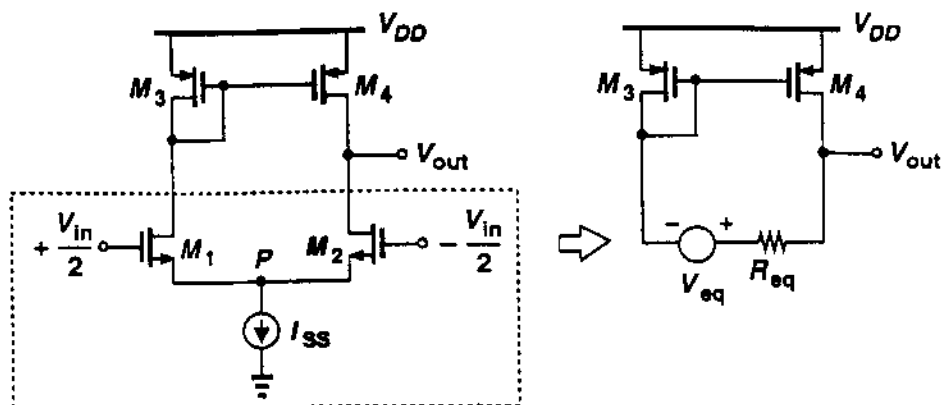 V_DD
M_3
M_4
V_out
+ V_in/2
M_1
P
M_2
− V_in/2
I_SS
V_DD
M_3
M_4
V_out
− +
V_eq
R_eq